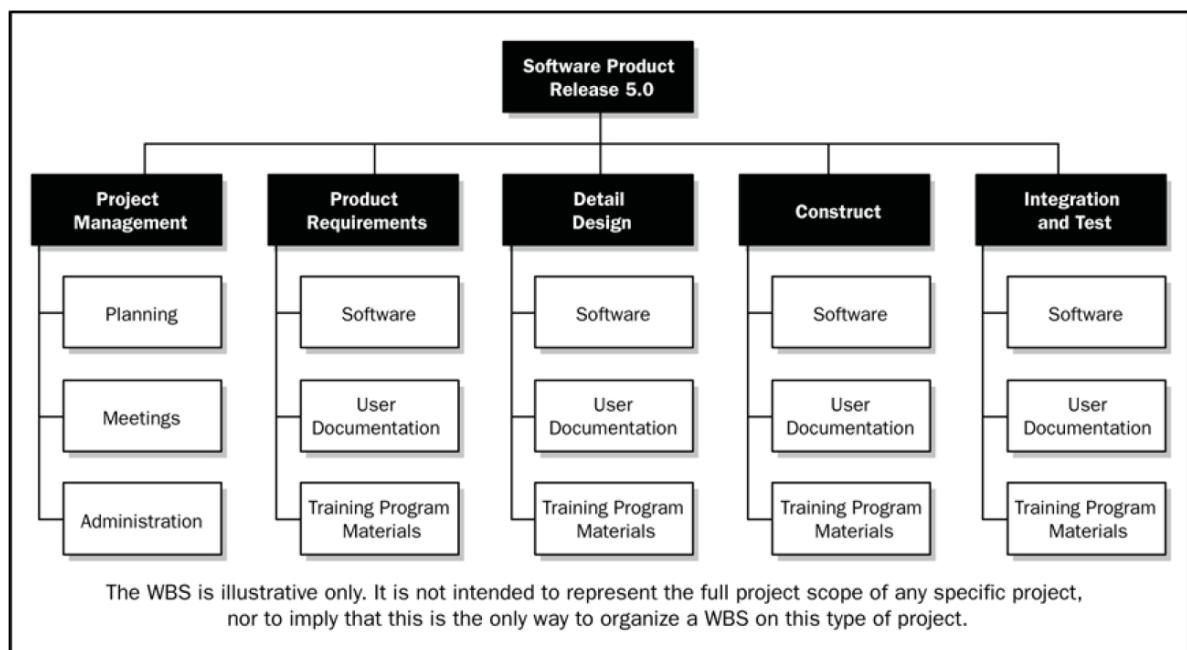 Software Product
Release 5.0
Project
Management
Product
Requirements
Detail
Design
Construct
Integration
and Test
Planning
Software
Software
Software
Software
Meetings
User
Documentation
User
Documentation
User
Documentation
User
Documentation
Administration
Training Program
Materials
Training Program
Materials
Training Program
Materials
Training Program
Materials
The WBS is illustrative only. It is not intended to represent the full project scope of any specific project,
nor to imply that this is the only way to organize a WBS on this type of project.